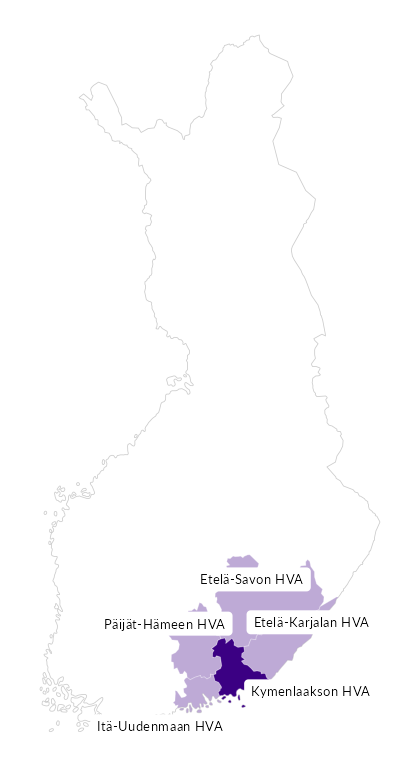 Etelä-Savon HVA
Päijät-Hämeen HVA
Etelä-Karjalan HVA
Kymenlaakson HVA
Itä-Uudenmaan HVA